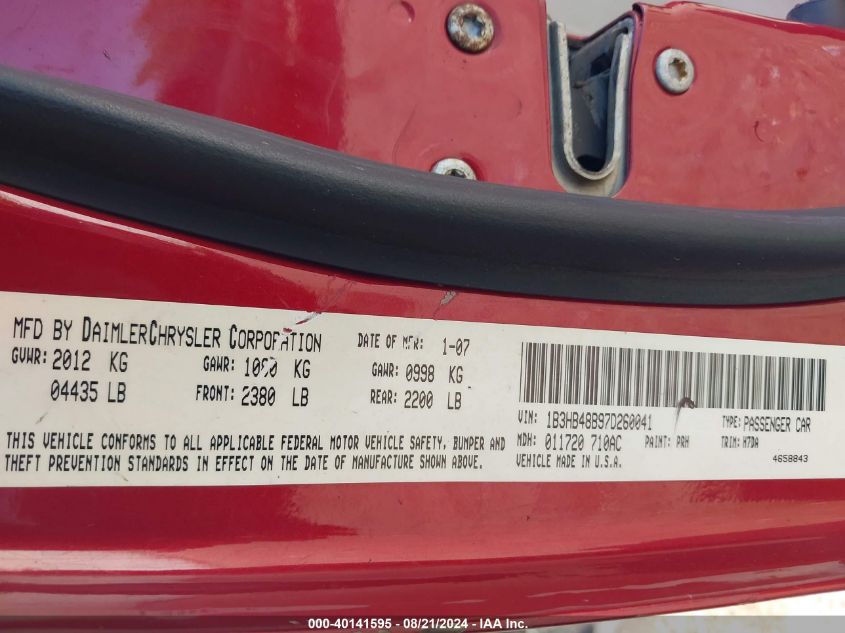 MFD BY DAIMLERCHRYSLER CORPORATION
DATE OF MFR: 1-07
GVWR: 2012 KG
GAWR: KG
GAWR: 0998 KG
04435 LB
FRONT: 2380 LB
REAR: 2200 LB
THIS VEHICLE CONFORMS TO ALL APPLICABLE FEDERAL MOTOR VEHICLE SAFETY, BUMPER AND
THEFT PREVENTION STANDARDS IN EFFECT ON THE DATE OF MANUFACTURE SHOWN ABOVE.
VIN: 1B3HB48B97D260041
TYPE: PASSENGER CAR
MDH: 011720 710AC
PAINT: PRH
TRIM: H7DA
VEHICLE MADE IN U.S.A.
4658843
000-40141595 - 08/21/2024 - IAA Inc.